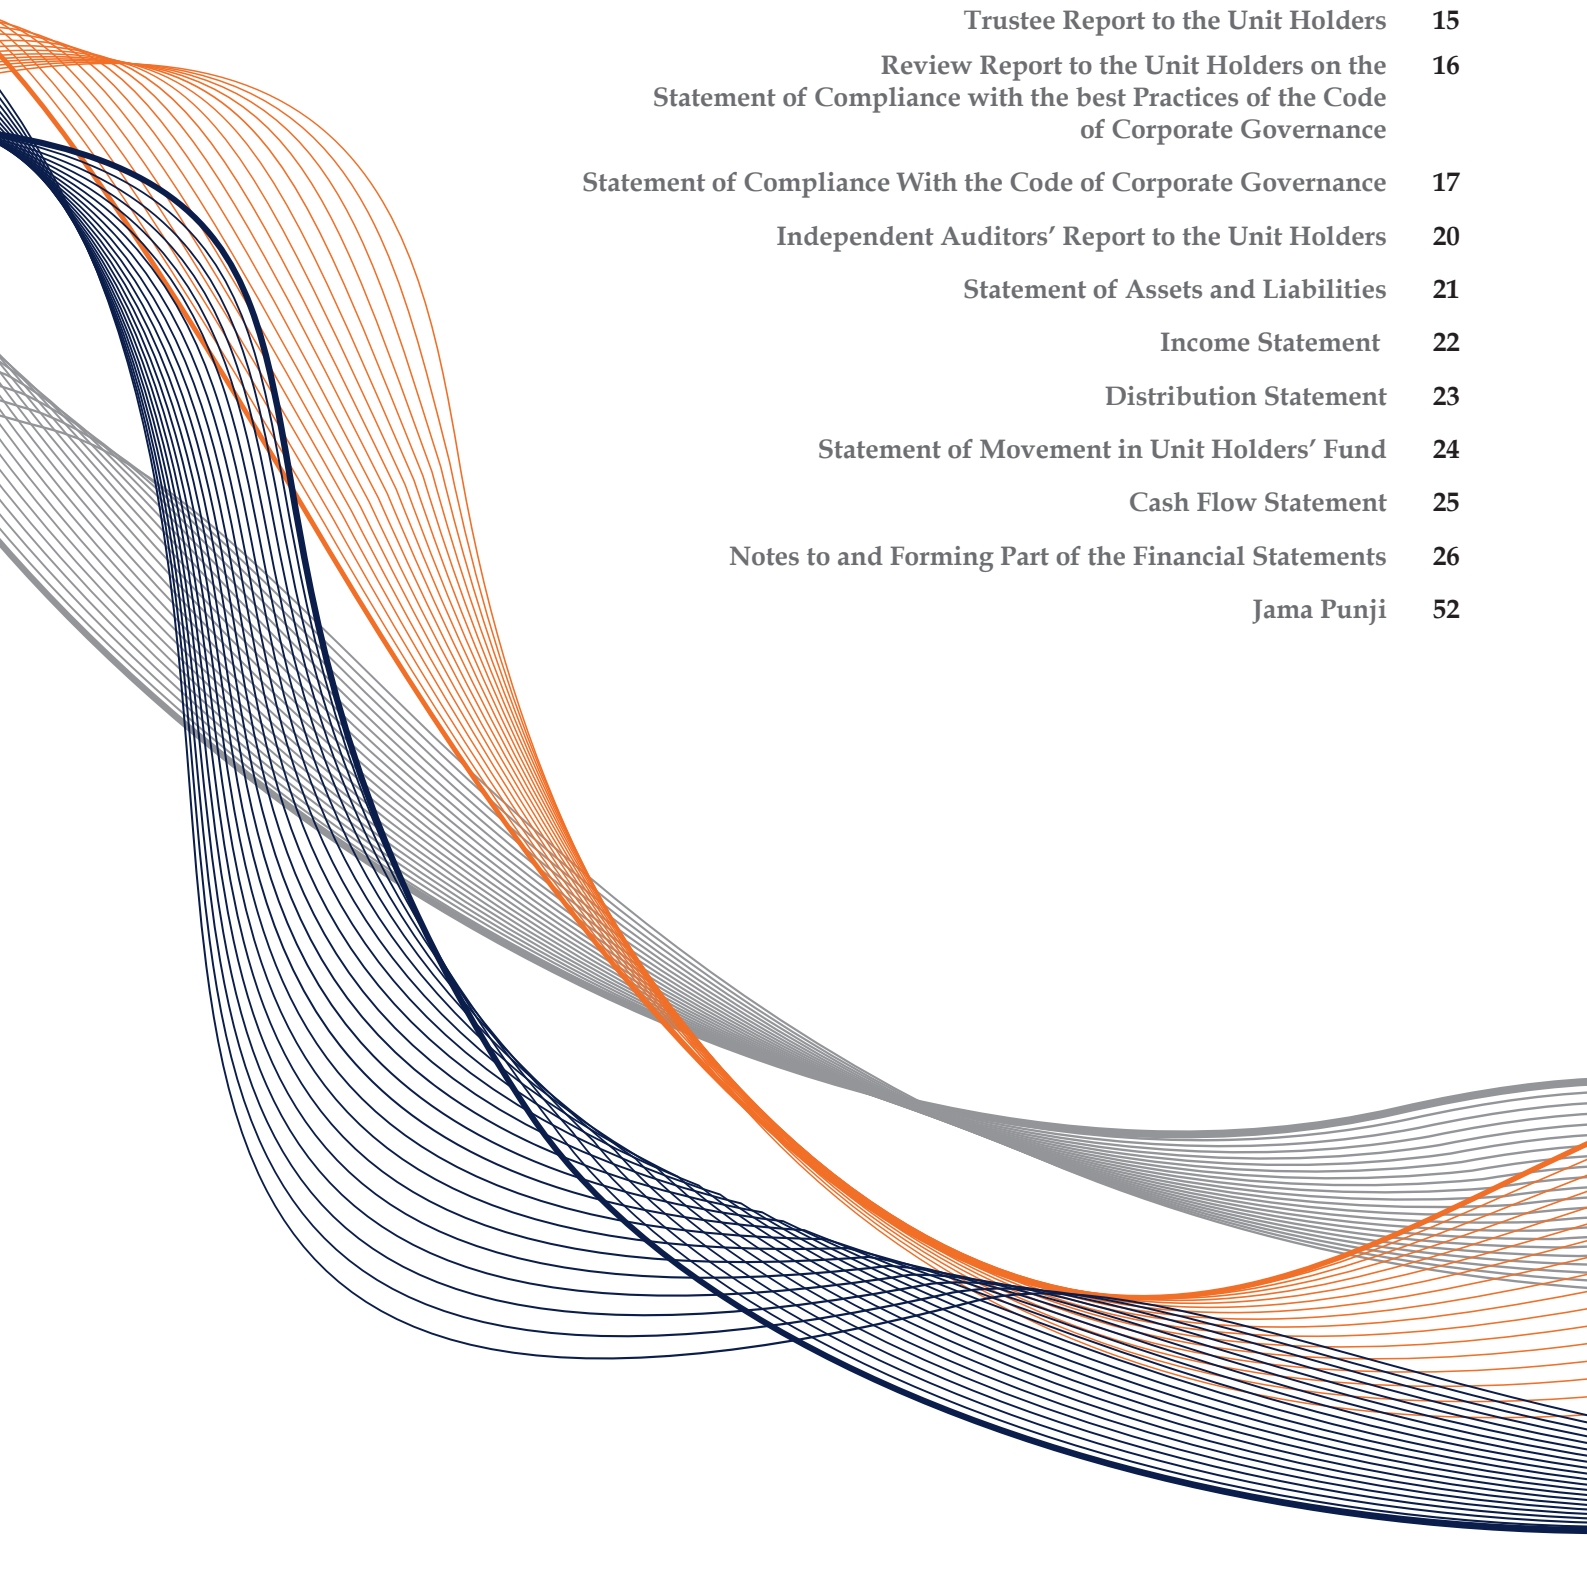 Trustee Report to the Unit Holders 15
Review Report to the Unit Holders on the 16
Statement of Compliance with the best Practices of the Code
of Corporate Governance
Statement of Compliance With the Code of Corporate Governance 17
Independent Auditors’ Report to the Unit Holders 20
Statement of Assets and Liabilities 21
Income Statement 22
Distribution Statement 23
Statement of Movement in Unit Holders’ Fund 24
Cash Flow Statement 25
Notes to and Forming Part of the Financial Statements 26
Jama Punji 52